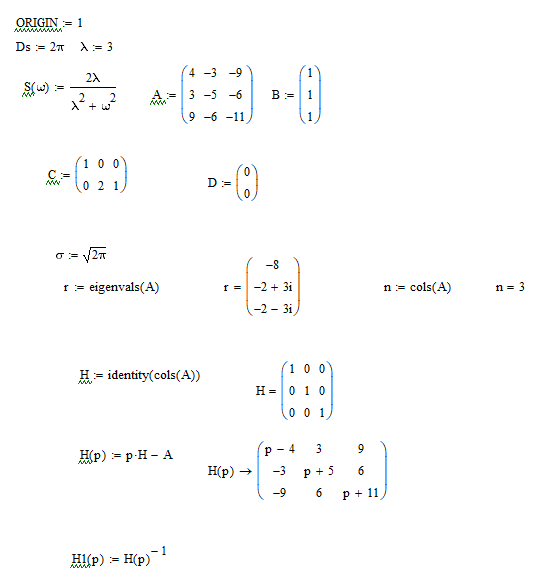 ORIGIN := 1
Ds := 2π λ := 3
S(ω) := 2λ / (λ² + ω²) A := (4 −3 −9; 3 −5 −6; 9 −6 −11) B := (1; 1; 1)
C := (1 0 0; 0 2 1) D := (0; 0)
σ := √2π
r := eigenvals(A) r = (−8; −2 + 3i; −2 − 3i) n := cols(A) n = 3
H := identity(cols(A)) H = (1 0 0; 0 1 0; 0 0 1)
H(p) := p·H − A H(p) → (p − 4 3 9; −3 p + 5 6; −9 6 p + 11)
H1(p) := H(p)⁻¹